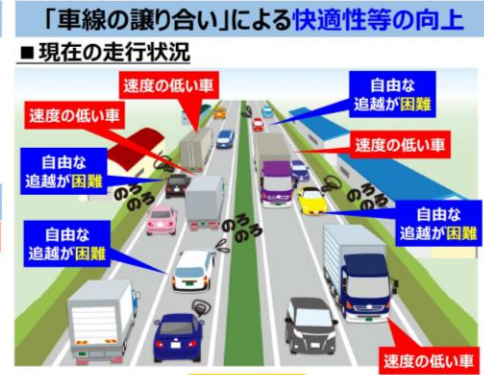 「車線の譲り合い」による快適性等の向上
■現在の走行状況
速度の低い車
自由な
追越が困難
速度の低い車
速度の低い車
自由な
追越が困難
のろ
のろ
のろ
のろ
自由な
追越が困難
自由な
追越が困難
のろ
のろ
速度の低い車